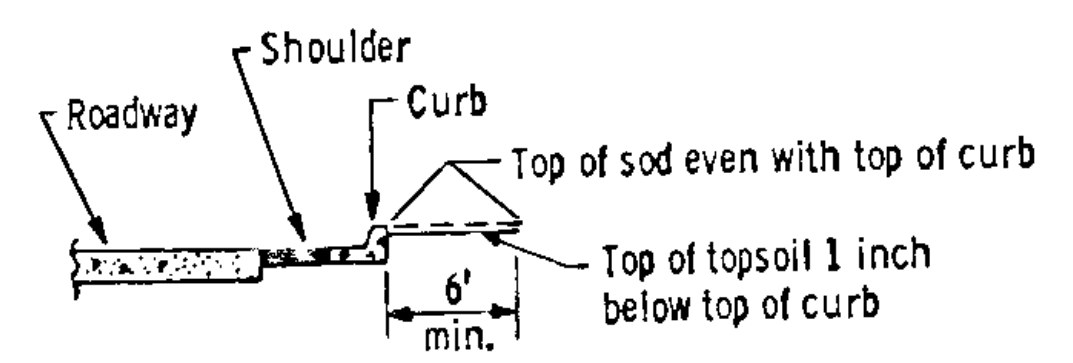 Shoulder
Roadway
Curb
Top of sod even with top of curb
Top of topsoil 1 inch
below top of curb
6'
min.